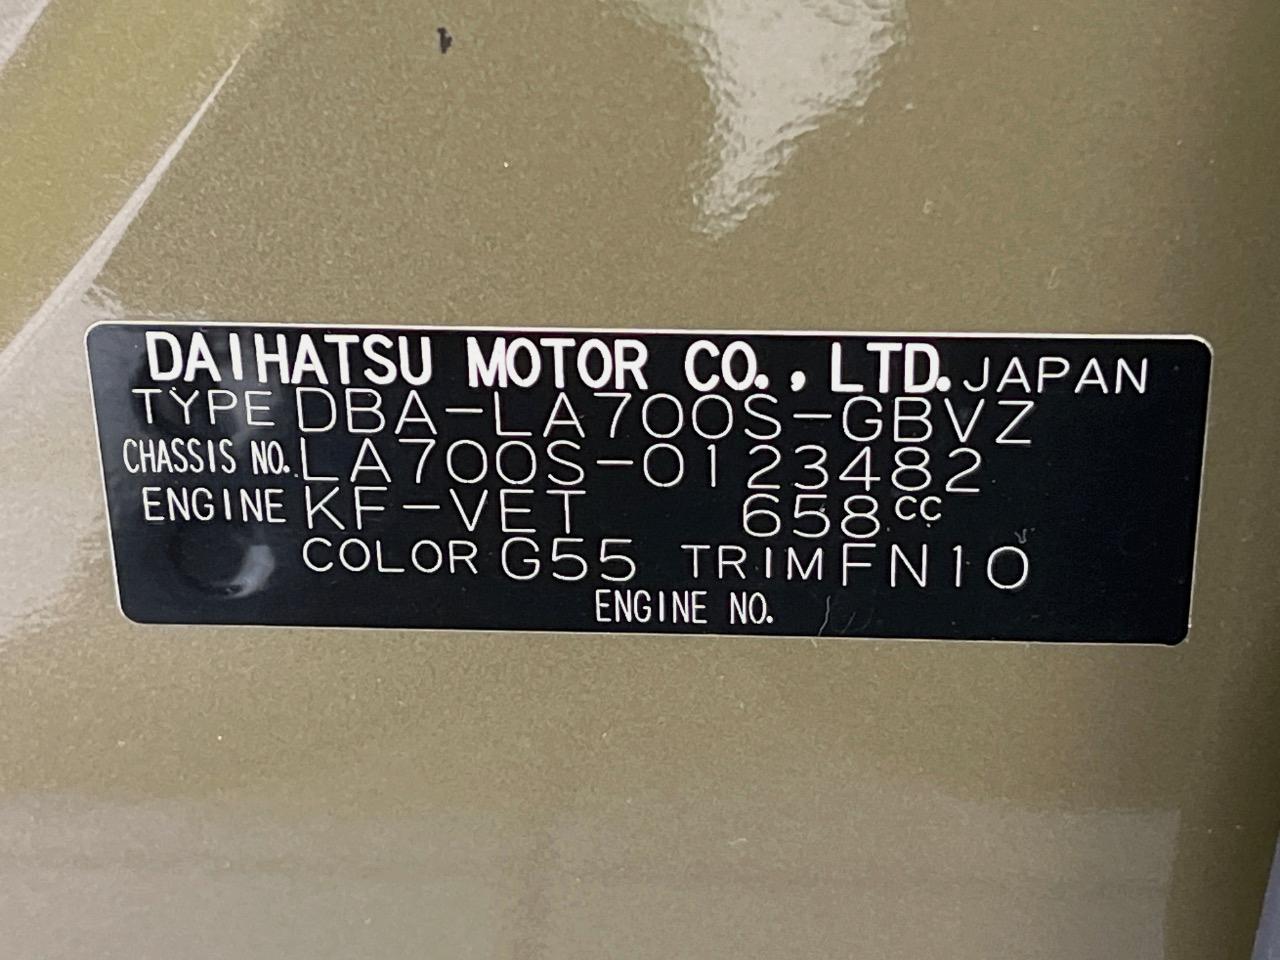 DAIHATSU MOTOR CO., LTD. JAPAN
TYPE DBA-LA700S-GBVZ
CHASSIS NO. LA700S-0123482
ENGINE KF-VET 658cc
COLOR G55 TRIM FN10
ENGINE NO.